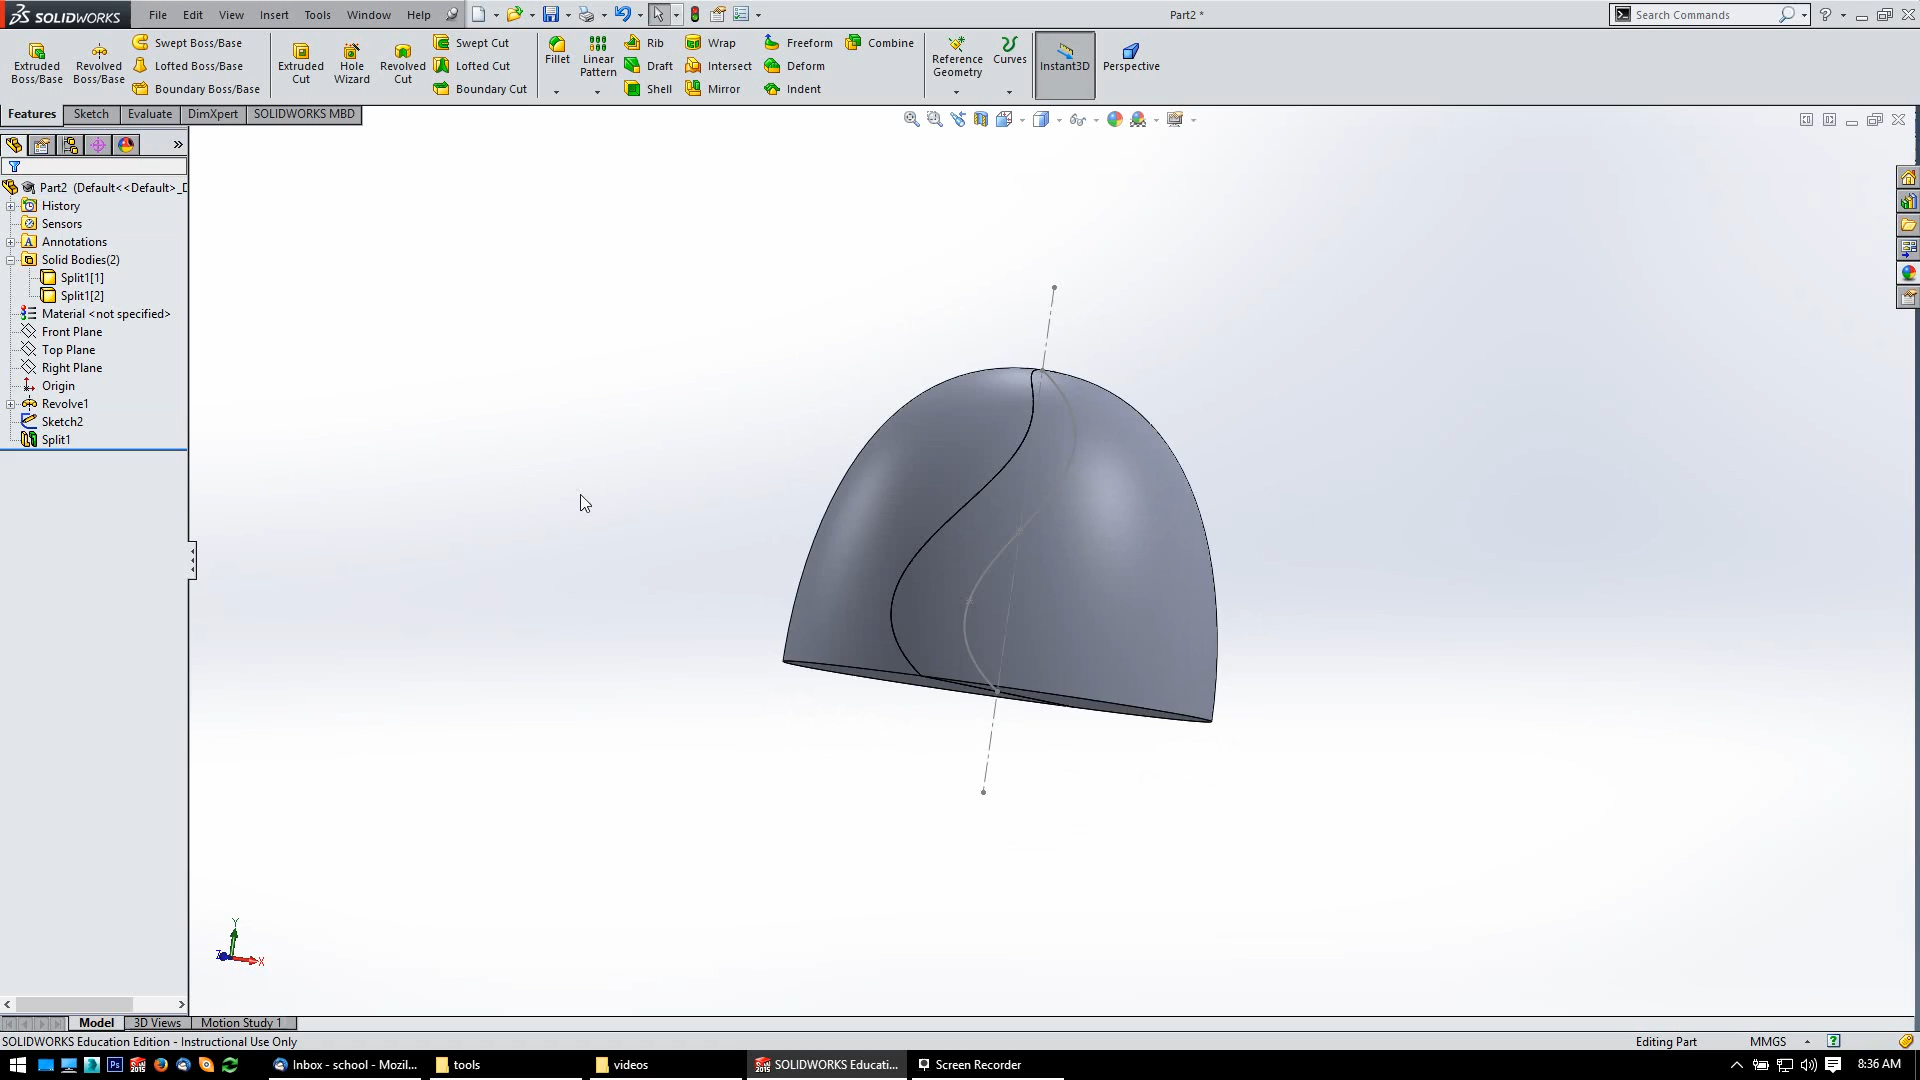 SOLIDWORKS File Edit View Insert Tools Window Help Part2 * Search Commands
Extruded Boss/Base
Revolved Boss/Base
Swept Boss/Base
Lofted Boss/Base
Boundary Boss/Base
Extruded Cut
Hole Wizard
Revolved Cut
Swept Cut
Lofted Cut
Boundary Cut
Fillet
Linear Pattern
Rib
Draft
Shell
Wrap
Intersect
Mirror
Freeform
Deform
Indent
Combine
Reference Geometry
Curves
Instant3D
Perspective
Features Sketch Evaluate DimXpert SOLIDWORKS MBD
Part2 (Default<<Default>_D
History
Sensors
Annotations
Solid Bodies(2)
Split1[1]
Split1[2]
Material <not specified>
Front Plane
Top Plane
Right Plane
Origin
Revolve1
Sketch2
Split1
Y
Z
X
Model 3D Views Motion Study 1
SOLIDWORKS Education Edition - Instructional Use Only Editing Part MMGS
Inbox - school - Mozil... tools videos SOLIDWORKS Educati... Screen Recorder 8:36 AM